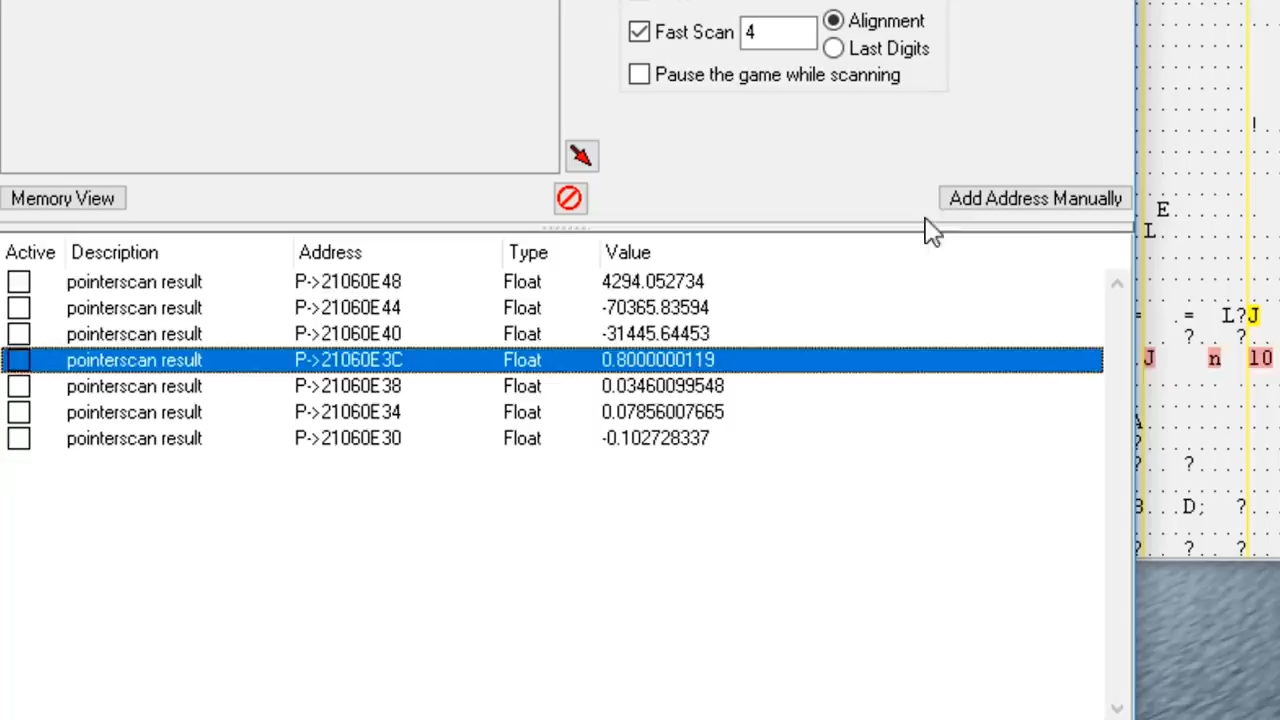 Fast Scan 4 Alignment
Last Digits
Pause the game while scanning
Memory View Add Address Manually
Active Description Address Type Value
pointerscan result P->21060E48 Float 4294.052734
pointerscan result P->21060E44 Float -70365.83594
pointerscan result P->21060E40 Float -31445.64453
pointerscan result P->21060E3C Float 0.8000000119
pointerscan result P->21060E38 Float 0.03460099548
pointerscan result P->21060E34 Float 0.07856007665
pointerscan result P->21060E30 Float -0.102728337
!
E
L
.= L?J
? ?
J n 10
?
? ?
D; ?
? ? ?